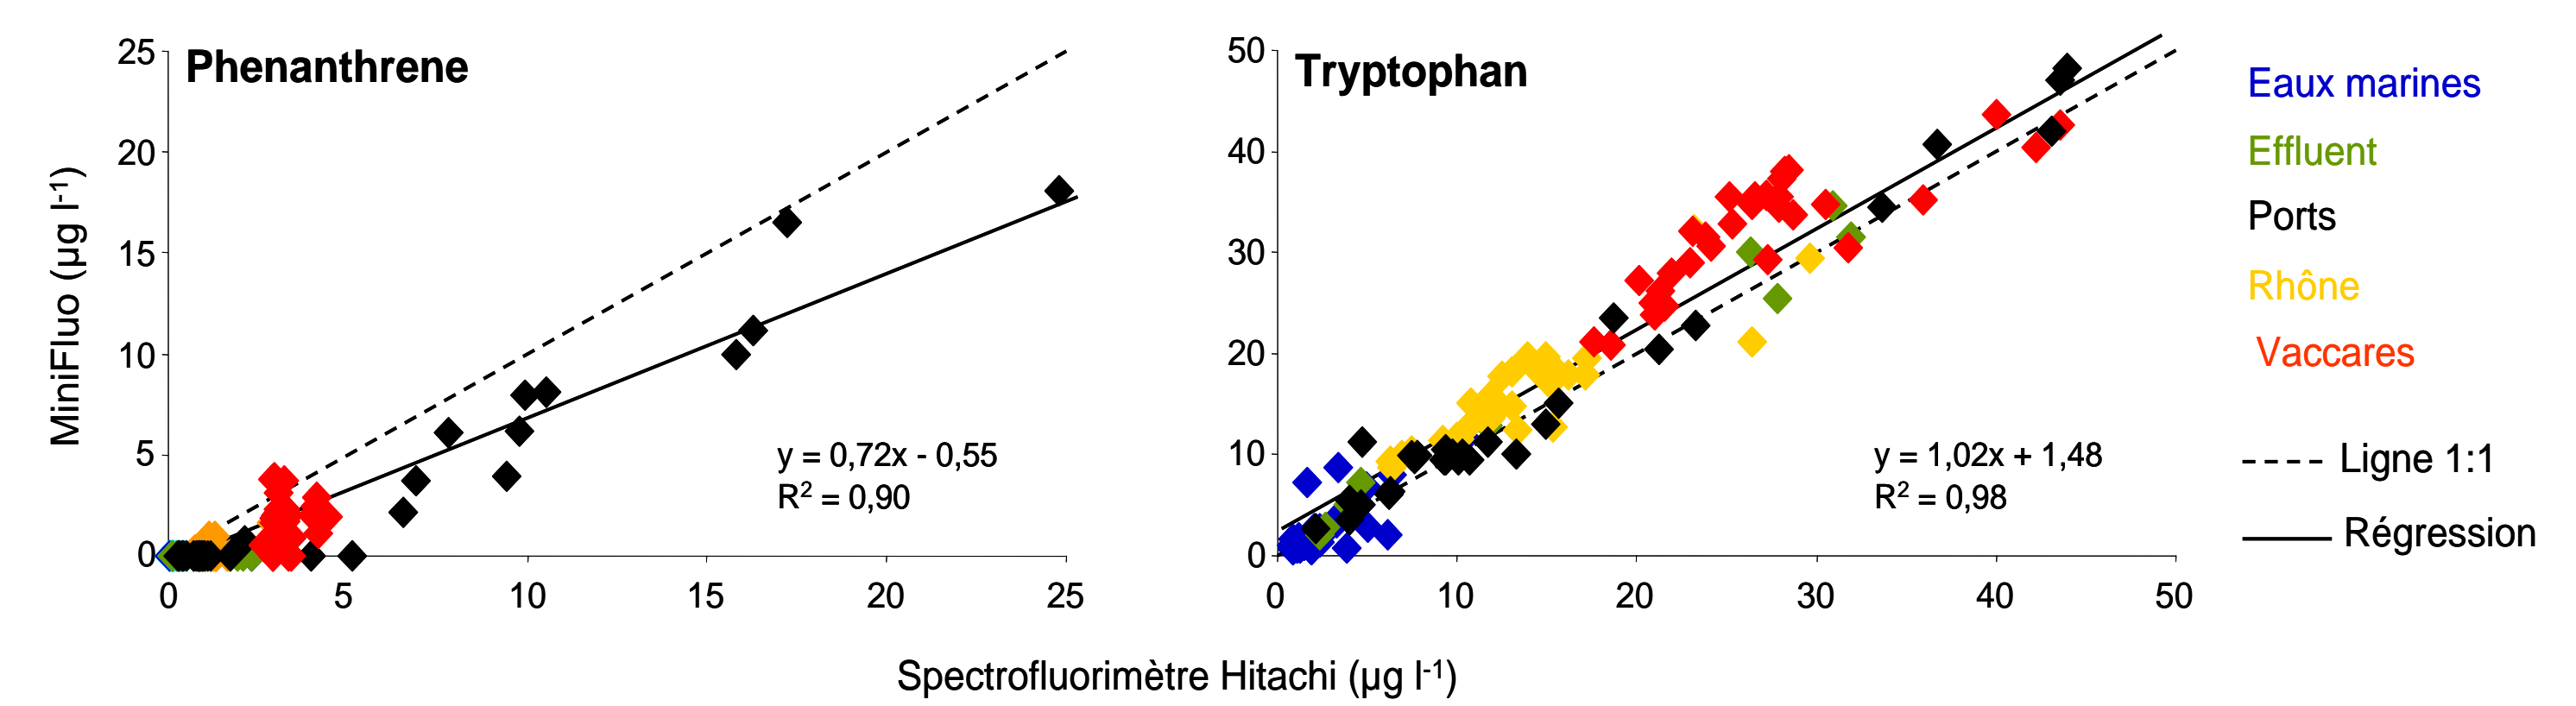 Phenanthrene
25
20
15
10
5
0
0 5 10 15 20 25
MiniFluo (µg l-1)
y = 0,72x - 0,55
R2 = 0,90
Tryptophan
50
40
30
20
10
0
0 10 20 30 40 50
y = 1,02x + 1,48
R2 = 0,98
Spectrofluorimètre Hitachi (µg l-1)
Eaux marines
Effluent
Ports
Rhône
Vaccares
Ligne 1:1
Régression